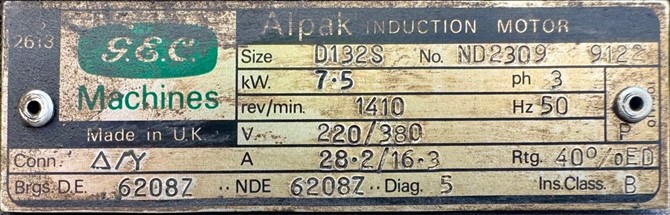 Alpak INDUCTION MOTOR
2613
G.E.C. Machines
Made in U.K.
Size D132S No. ND2309 9122
kW. 7·5 ph 3
rev/min. 1410 Hz 50
V. 220/380
Conn. Δ/Y A 28·2/16·3 Rtg. 40%ED
Brgs. D.E. 6208Z ·· NDE 6208Z ·· Diag. 5 Ins.Class. B